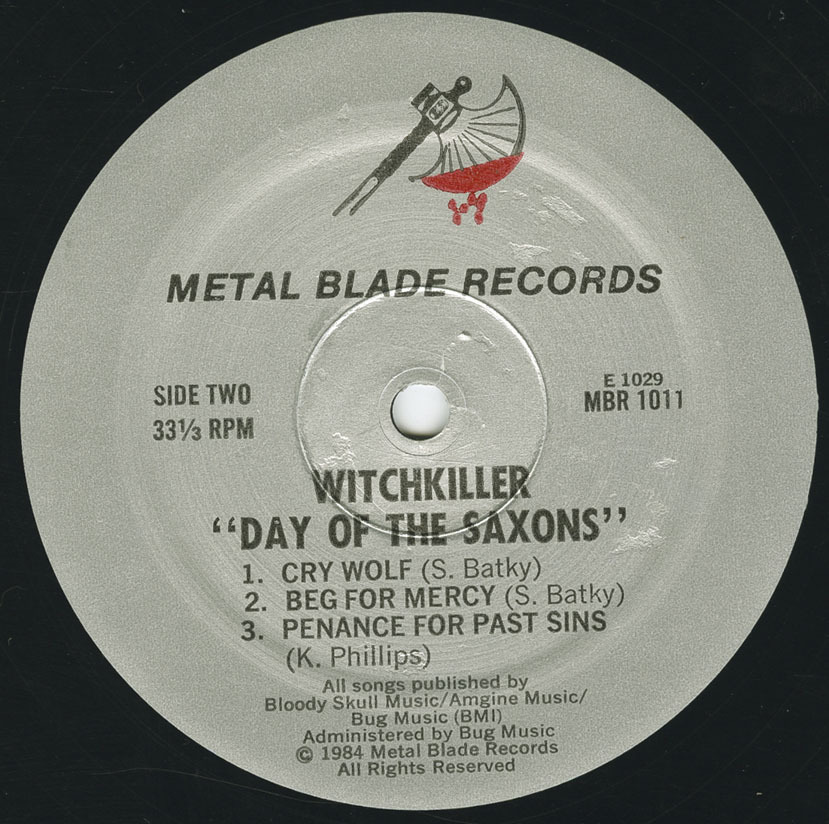 METAL BLADE RECORDS
SIDE TWO
33⅓ RPM
E 1029
MBR 1011
WITCHKILLER
“DAY OF THE SAXONS”
1. CRY WOLF (S. Batky)
2. BEG FOR MERCY (S. Batky)
3. PENANCE FOR PAST SINS
(K. Phillips)
All songs published by
Bloody Skull Music/Amgine Music/
Bug Music (BMI)
Administered by Bug Music
© 1984 Metal Blade Records
All Rights Reserved